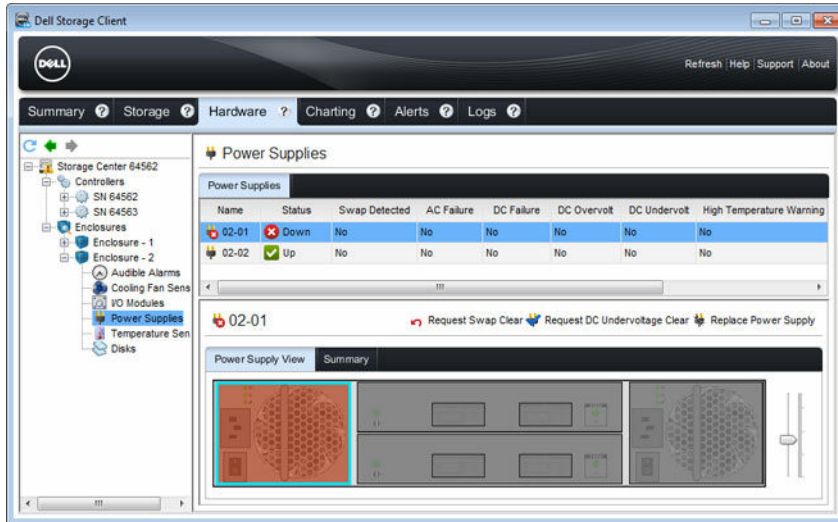 Dell Storage Client
DELL
Refresh Help Support About
Summary ? Storage ? Hardware ? Charting ? Alerts ? Logs ?
Storage Center 64562
Controllers
SN 64562
SN 64563
Enclosures
Enclosure - 1
Enclosure - 2
Audible Alarms
Cooling Fan Sens
I/O Modules
Power Supplies
Temperature Sen
Disks
Power Supplies
Power Supplies
Name Status Swap Detected AC Failure DC Failure DC Overvolt DC Undervolt High Temperature Warning
02-01 Down No No No No No No
02-02 Up No No No No No No
02-01 Request Swap Clear Request DC Undervoltage Clear Replace Power Supply
Power Supply View Summary